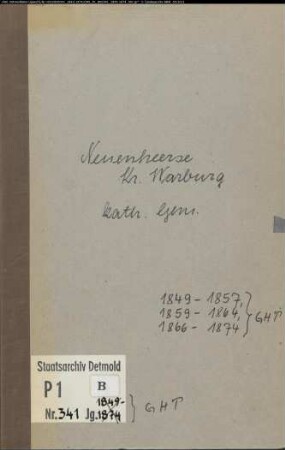 Neuenheerse
Kr. Warburg
kath. Gem.
1849 - 1857,
1859 - 1864,
1866 - 1874
} GHT
Staatsarchiv Detmold
P1 B
1849-
Nr. 341 Jg. 1874
} GHT